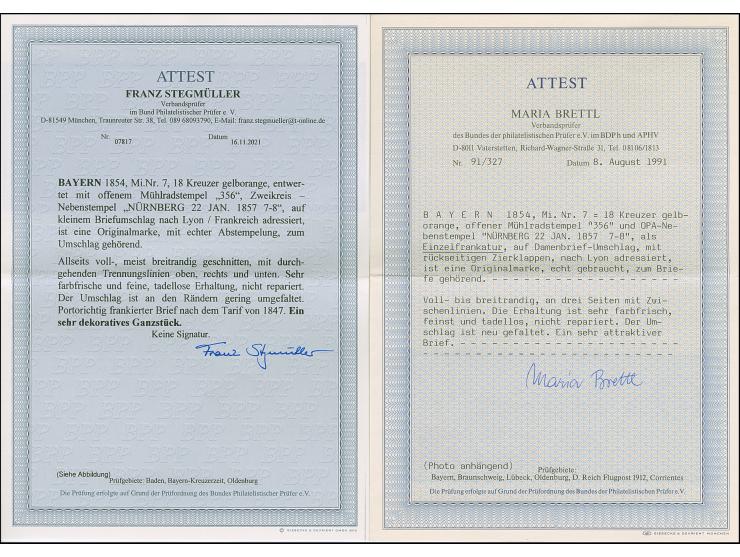 ATTEST
FRANZ STEGMÜLLER
Verbandsprüfer
im Bund Philatelistischer Prüfer e. V.
D-81549 München, Traunreuter Str. 38, Tel. 089 68093790, E-Mail: franz.stegmueller@t-online.de
Nr. 07817 Datum 16.11.2021
BAYERN 1854, Mi.Nr. 7, 18 Kreuzer gelborange, entwer-
tet mit offenem Mühlradstempel „356“, Zweikreis –
Nebenstempel „NÜRNBERG 22 JAN. 1857 7-8“, auf
kleinem Briefumschlag nach Lyon / Frankreich adressiert,
ist eine Originalmarke, mit echter Abstempelung, zum
Umschlag gehörend.
Allseits voll-, meist breitrandig geschnitten, mit durch-
gehenden Trennungslinien oben, rechts und unten. Sehr
farbfrische und feine, tadellose Erhaltung, nicht repariert.
Der Umschlag ist an den Rändern gering umgefaltet.
Portorichtig frankierter Brief nach dem Tarif von 1847. Ein
sehr dekoratives Ganzstück.
Keine Signatur.
Franz Stegmüller
(Siehe Abbildung)
Prüfgebiete: Baden, Bayern-Kreuzerzeit, Oldenburg
Die Prüfung erfolgte auf Grund der Prüfordnung des Bundes Philatelistischer Prüfer e.V.
© GIESECKE & DEVRIENT GMBH
ATTEST
MARIA BRETTL
Verbandsprüfer
des Bundes der philatelistischen Prüfer e.V. im BDPh und APHV
D-8011 Vaterstetten, Richard-Wagner-Straße 31, Tel. 08106/1813
Nr. 91/327 Datum 8. August 1991
B A Y E R N 1854, Mi. Nr. 7 = 18 Kreuzer gelb-
orange, offener Mühlradstempel "356" und OPA-Ne-
benstempel "NÜRNBERG 22 JAN. 1857 7-8", als
Einzelfrankatur, auf Damenbrief-Umschlag, mit
rückseitigen Zierklappen, nach Lyon adressiert,
ist eine Originalmarke, echt gebraucht, zum Brie-
fe gehörend. - - - - - - - - - - - - - - - - - -
Voll- bis breitrandig, an drei Seiten mit Zwi-
schenlinien. Die Erhaltung ist sehr farbfrisch,
feinst und tadellos, nicht repariert. Der Um-
schlag ist neu gefaltet. Ein sehr attraktiver
Brief. - - - - - - - - - - - - - - - - - - - - -
- - - - - - - - - - - - - - - - - - - - - - - -
Maria Brettl
(Photo anhängend)
Prüfgebiete:
Bayern, Braunschweig, Lübeck, Oldenburg, D. Reich Flugpost 1912, Corrientes
Die Prüfung erfolgte auf Grund der Prüfordnung des Bundes der Philatelistischen Prüfer e.V.
GIESECKE & DEVRIENT MÜNCHEN